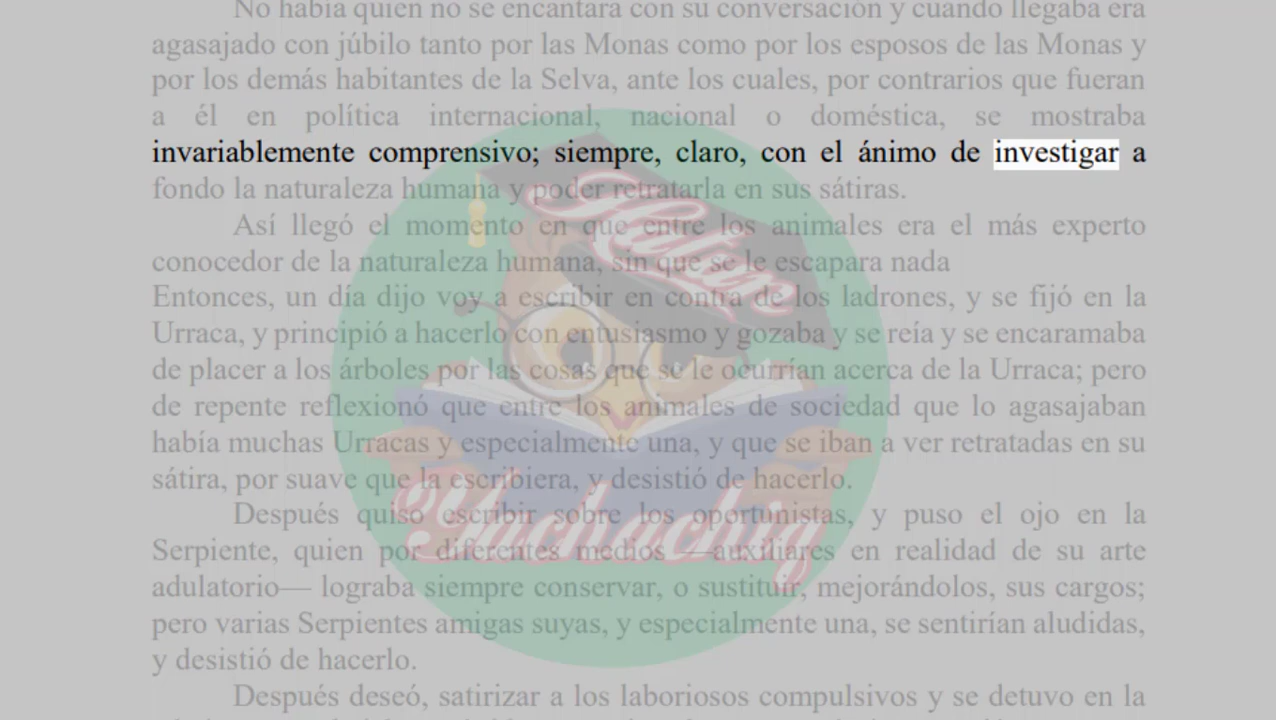 No había quien no se encantara con su conversación y cuando llegaba era
agasajado con júbilo tanto por las Monas como por los esposos de las Monas y
por los demás habitantes de la Selva, ante los cuales, por contrarios que fueran
a él en política internacional, nacional o doméstica, se mostraba
invariablemente comprensivo; siempre, claro, con el ánimo de investigar a
fondo la naturaleza humana y poder retratarla en sus sátiras.
Así llegó el momento en que entre los animales era el más experto
conocedor de la naturaleza humana, sin que se le escapara nada
Entonces, un día dijo voy a escribir en contra de los ladrones, y se fijó en la
Urraca, y principió a hacerlo con entusiasmo y gozaba y se reía y se encaramaba
de placer a los árboles por las cosas que se le ocurrían acerca de la Urraca; pero
de repente reflexionó que entre los animales de sociedad que lo agasajaban
había muchas Urracas y especialmente una, y que se iban a ver retratadas en su
sátira, por suave que la escribiera, y desistió de hacerlo.
Después quiso escribir sobre los oportunistas, y puso el ojo en la
Serpiente, quien por diferentes medios —auxiliares en realidad de su arte
adulatorio— lograba siempre conservar, o sustituir, mejorándolos, sus cargos;
pero varias Serpientes amigas suyas, y especialmente una, se sentirían aludidas,
y desistió de hacerlo.
Después deseó, satirizar a los laboriosos compulsivos y se detuvo en la
Hatun
Yachachiq